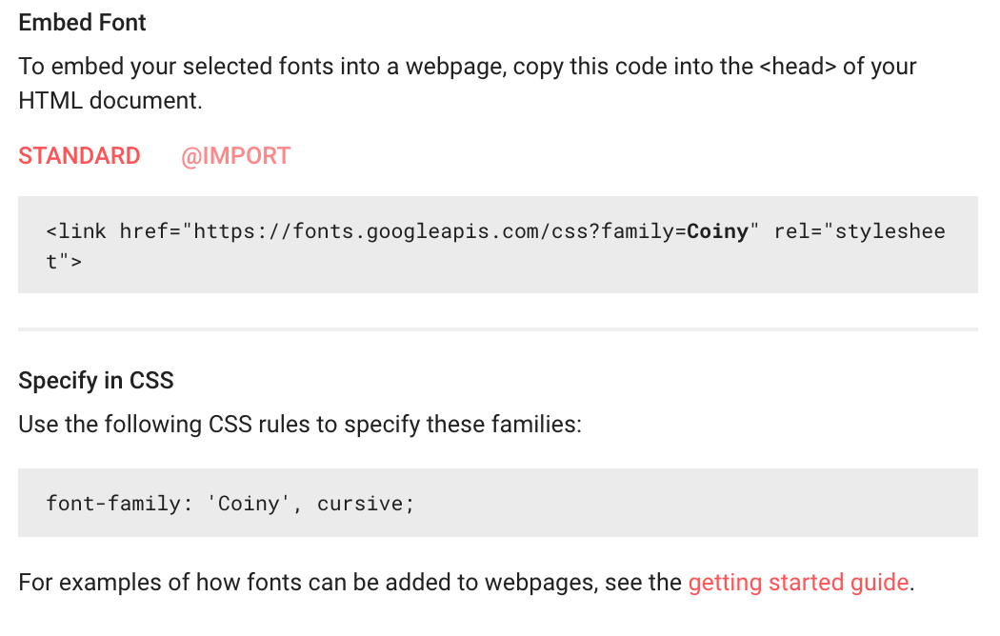 Embed Font
To embed your selected fonts into a webpage, copy this code into the <head> of your
HTML document.
STANDARD @IMPORT
<link href="https://fonts.googleapis.com/css?family=Coiny" rel="styleshee
t">
Specify in CSS
Use the following CSS rules to specify these families:
font-family: 'Coiny', cursive;
For examples of how fonts can be added to webpages, see the getting started guide.